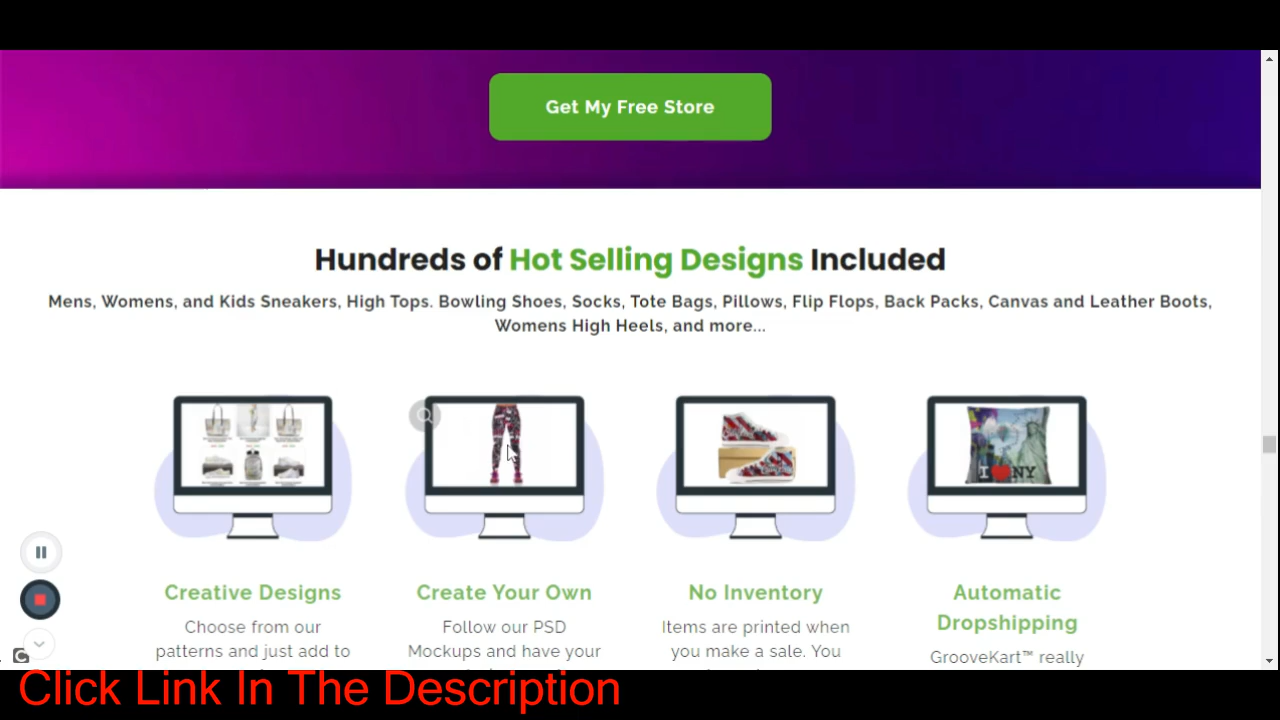 Get My Free Store
Hundreds of Hot Selling Designs Included
Mens, Womens, and Kids Sneakers, High Tops. Bowling Shoes, Socks, Tote Bags, Pillows, Flip Flops, Back Packs, Canvas and Leather Boots,
Womens High Heels, and more...
I NY
Creative Designs
Choose from our
patterns and just add to
Create Your Own
Follow our PSD
Mockups and have your
No Inventory
Items are printed when
you make a sale. You
Automatic
Dropshipping
GrooveKart™ really
Click Link In The Description